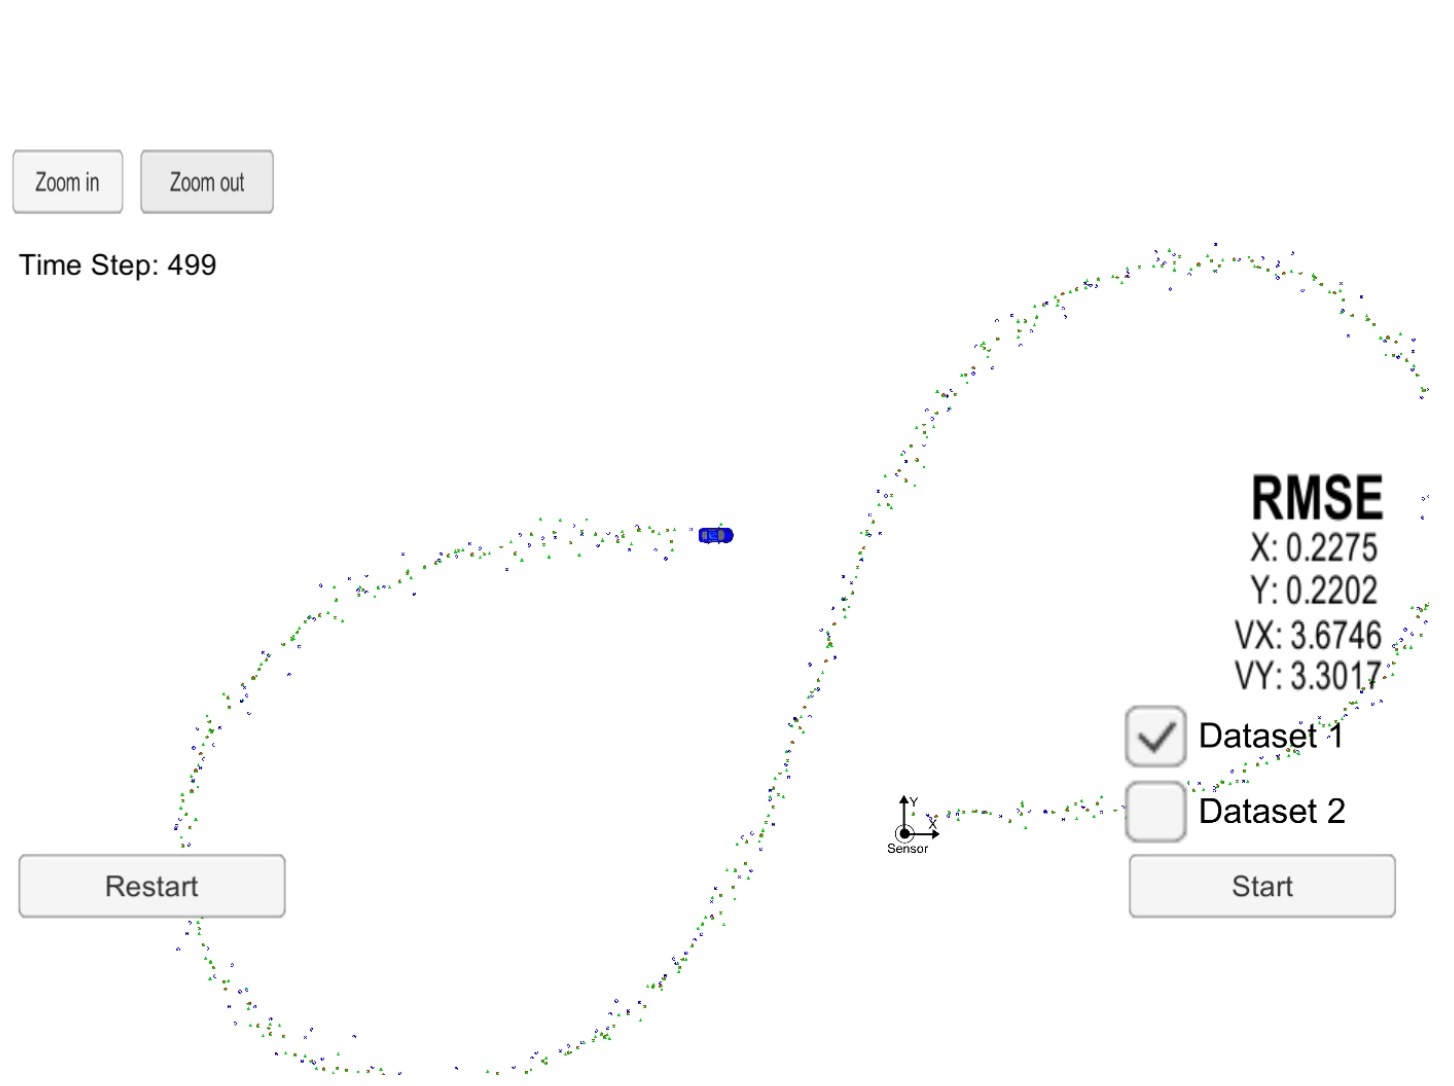 Zoom in
Zoom out
Time Step: 499
RMSE
X: 0.2275
Y: 0.2202
VX: 3.6746
VY: 3.3017
Dataset 1
Y
X
Sensor
Dataset 2
Restart
Start